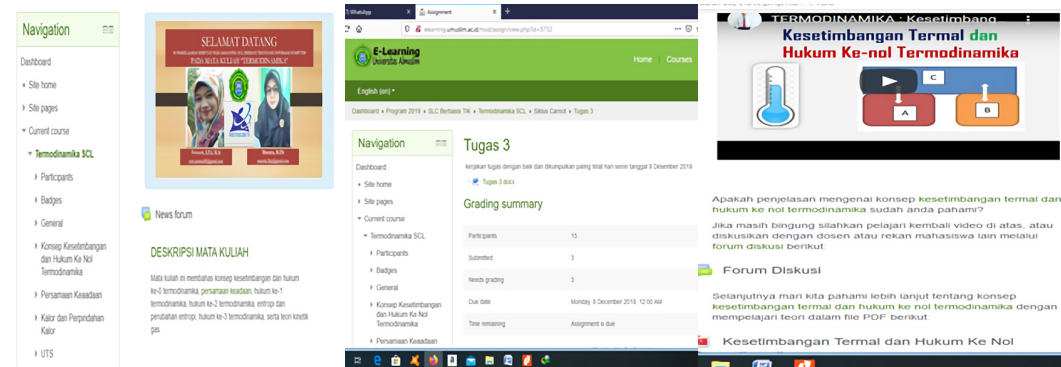 Navigation
Dashboard
Site home
Site pages
Current course
Termodinamika SCL
Participants
Badges
General
Konsep Kesetimbangan
dan Hukum Ke Nol
Termodinamika
Persamaan Keaadaan
Kalor dan Perpindahan
Kalor
UTS
SELAMAT DATANG
PADA MATA KULIAH "TERMODINAMIKA"
News forum
DESKRIPSI MATA KULIAH
Mata kuliah ini membahas konsep kesetimbangan dan hukum
ke-0 termodinamika, persamaan keadaan, hukum ke-1
termodinamika, hukum ke-2 termodinamika, entropi dan
perubahan entropi, hukum ke-3 termodinamika, serta teori kinetik
gas
WhatsApp
Assignment
elearning.umuslim.ac.id/mod/assign/view.php?id=5752
E-Learning
Universitas Almuslim
Home
Courses
English (en)
Dashboard
Program 2019
SLC Berbasis TIK
Termodinamika SCL
Siklus Carnot
Tugas 3
Navigation
Dashboard
Site home
Site pages
Current course
Termodinamika SCL
Participants
Badges
General
Konsep Kesetimbangan
dan Hukum Ke Nol
Termodinamika
Persamaan Keaadaan
Tugas 3
kerjakan tugas dengan baik dan dikumpulkan paling telat hari senin tanggal 9 Desember 2019
Tugas 3.docx
Grading summary
Participants 15
Submitted 3
Needs grading 3
Due date Monday, 9 December 2019, 12:00 AM
Time remaining Assignment is due
TERMODINAMIKA : Kesetimbang
Kesetimbangan Termal dan
Hukum Ke-nol Termodinamika
C
A
B
Apakah penjelasan mengenai konsep kesetimbangan termal dan
hukum ke nol termodinamika sudah anda pahami?
Jika masih bingung silahkan pelajari kembali video di atas, atau
diskusikan dengan dosen atau rekan mahasiswa lain melalui
forum diskusi berikut
Forum Diskusi
Selanjutnya mari kita pahami lebih lanjut tentang konsep
kesetimbangan termal dan hukum ke nol termodinamika dengan
mempelajari teori dalam file PDF berikut:
Kesetimbangan Termal dan Hukum Ke Nol